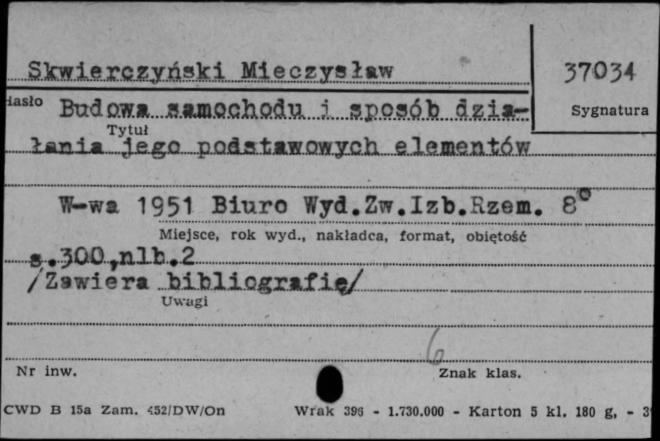 Skwierczyński Mieczysław
37034
Hasło Budowa samochodu i sposób dzia-
Sygnatura
Tytuł
łania jego podstawowych elementów
W-wa 1951 Biuro Wyd.Zw.Izb.Rzem. 8°
Miejsce, rok wyd., nakładca, format, objętość
s.300,nlb.2
/Zawiera bibliografię/
Uwagi
6
Nr inw.
Znak klas.
CWD B 15a Zam. 452/DW/On
Wrak 396 - 1.730.000 - Karton 5 kl. 180 g, -